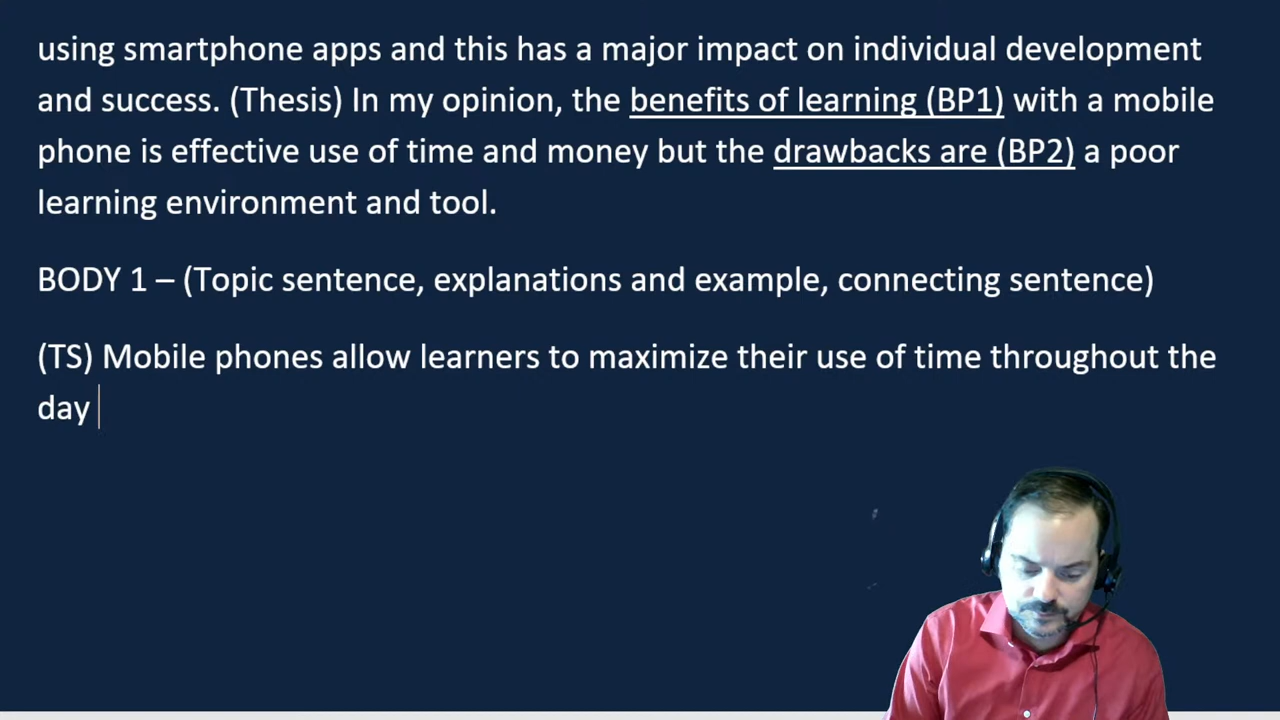 using smartphone apps and this has a major impact on individual development
and success. (Thesis) In my opinion, the benefits of learning (BP1) with a mobile
phone is effective use of time and money but the drawbacks are (BP2) a poor
learning environment and tool.
BODY 1 – (Topic sentence, explanations and example, connecting sentence)
(TS) Mobile phones allow learners to maximize their use of time throughout the
day